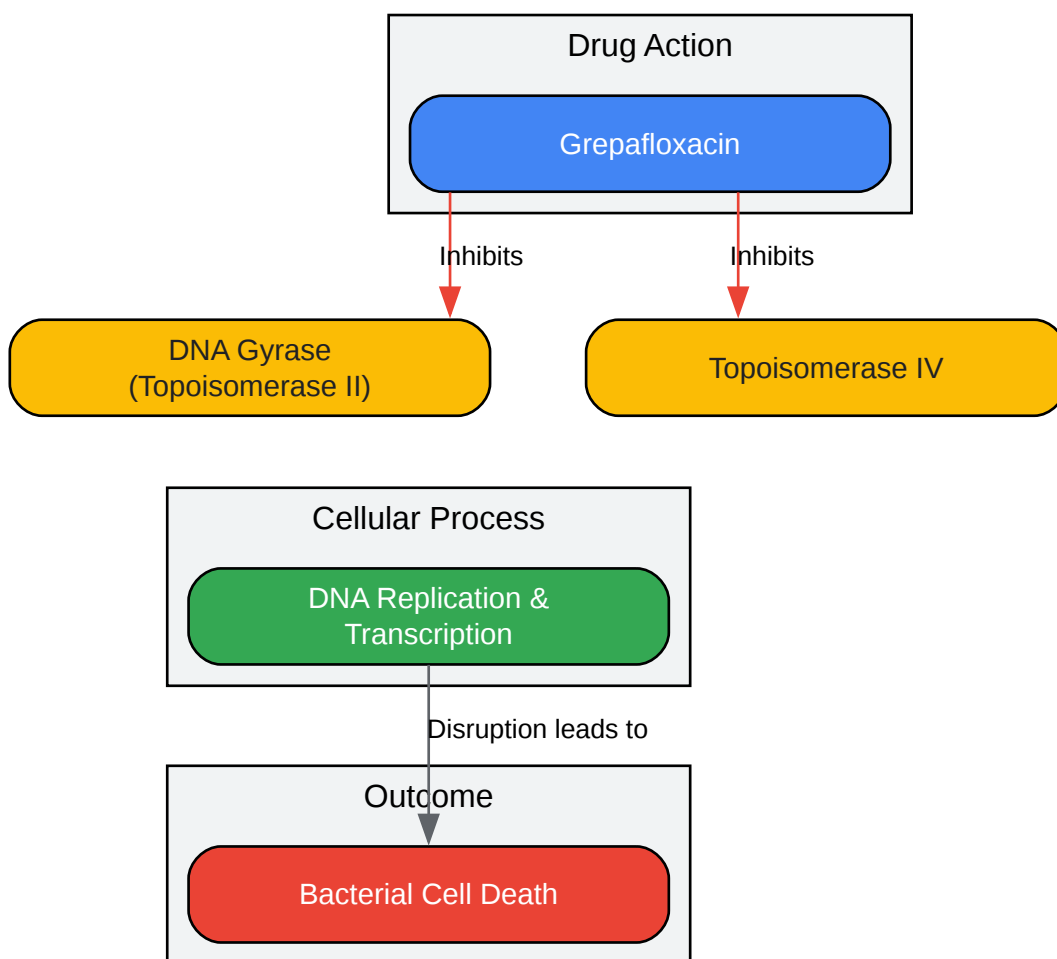 Drug Action
Grepafloxacin
Inhibits
Inhibits
DNA Gyrase
(Topoisomerase II)
Topoisomerase IV
Cellular Process
DNA Replication &
Transcription
Disruption leads to
Outcome
Bacterial Cell Death